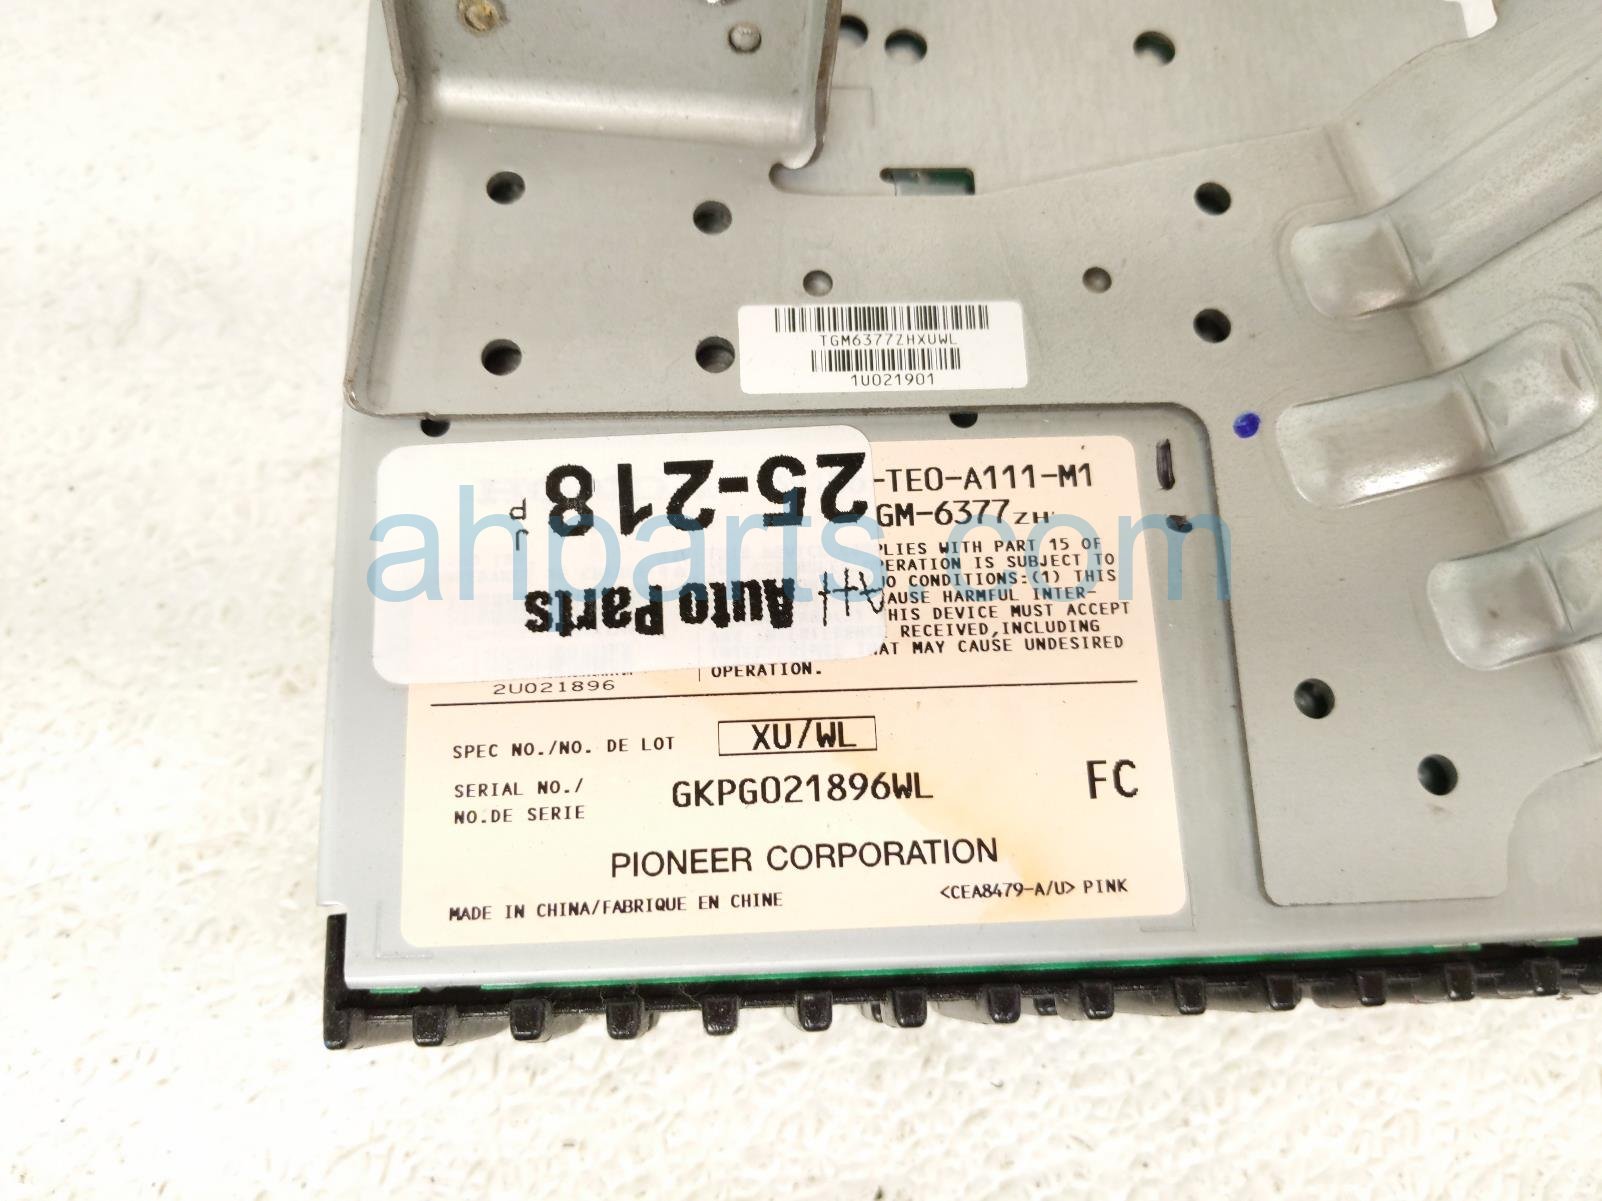 TGM6377ZHXUWL
1U021901
25-218
J P
AHP
Auto Parts
-TE0-A111-M1
GM-6377ZH
PLIES WITH PART 15 OF
PERATION IS SUBJECT TO
O CONDITIONS:(1) THIS
AUSE HARMFUL INTER-
HIS DEVICE MUST ACCEPT
RECEIVED,INCLUDING
AT MAY CAUSE UNDESIRED
OPERATION.
2U021896
SPEC NO./NO. DE LOT XU/WL
SERIAL NO./
NO.DE SERIE
GKPG021896WL
FC
PIONEER CORPORATION
MADE IN CHINA/FABRIQUE EN CHINE
<CEA8479-A/U> PINK
ahparts.com